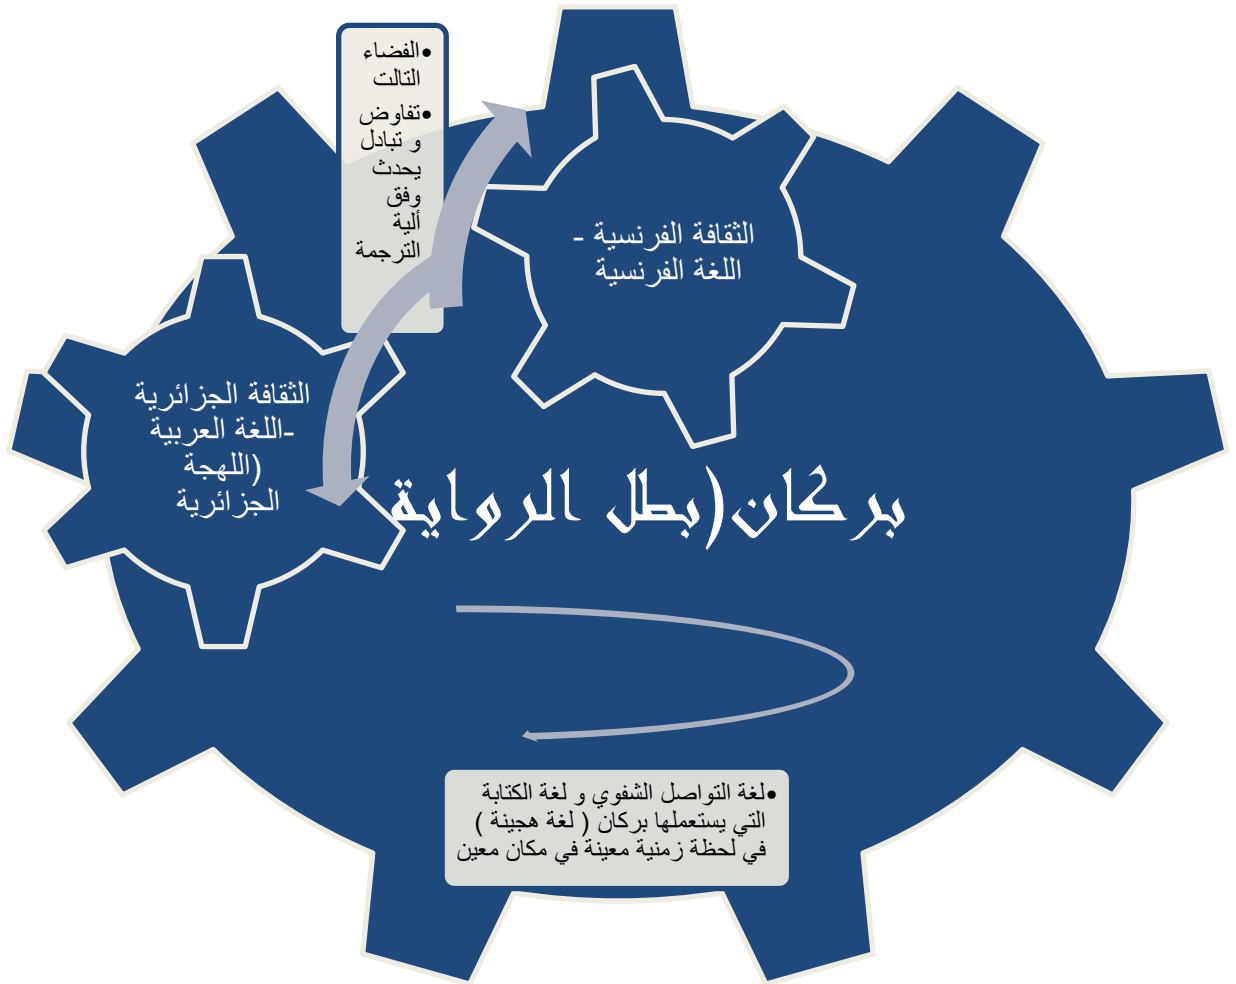 •الفضاء
التالت
•تفاوض
و تبادل
يحدث
وفق
ألية
الترجمة
الثقافة الفرنسية -
اللغة الفرنسية
الثقافة الجزائرية
-اللغة العربية
(اللهجة
الجزائرية
بركان(بطل الرواية
•لغة التواصل الشفوي و لغة الكتابة
التي يستعملها بركان ( لغة هجينة )
في لحظة زمنية معينة في مكان معين